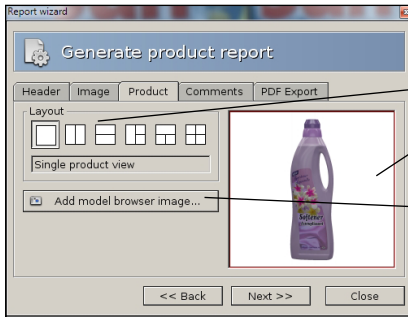 Report wizard
Generate product report
Header Image Product Comments PDF Export
Layout
Single product view
Add model browser image...
Softener
<< Back Next >> Close